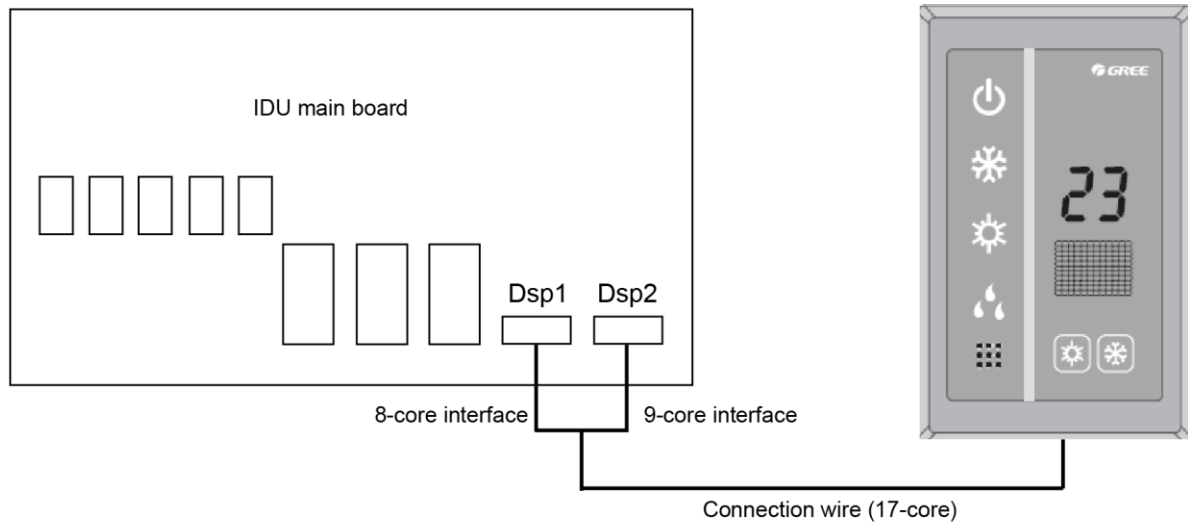 IDU main board
GREE
23
Dsp1 Dsp2
8-core interface 9-core interface
Connection wire (17-core)